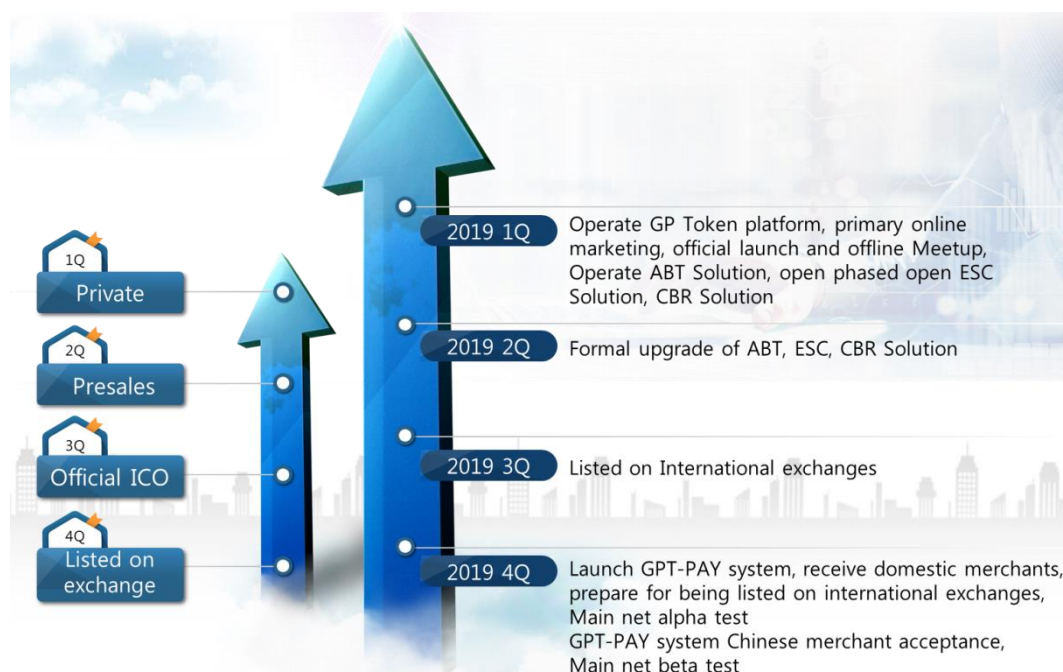 1Q
Private
2Q
Presales
3Q
Official ICO
4Q
Listed on
exchange
2019 1Q
Operate GP Token platform, primary online
marketing, official launch and offline Meetup,
Operate ABT Solution, open phased open ESC
Solution, CBR Solution
2019 2Q
Formal upgrade of ABT, ESC, CBR Solution
2019 3Q
Listed on International exchanges
2019 4Q
Launch GPT-PAY system, receive domestic merchants,
prepare for being listed on international exchanges,
Main net alpha test
GPT-PAY system Chinese merchant acceptance,
Main net beta test